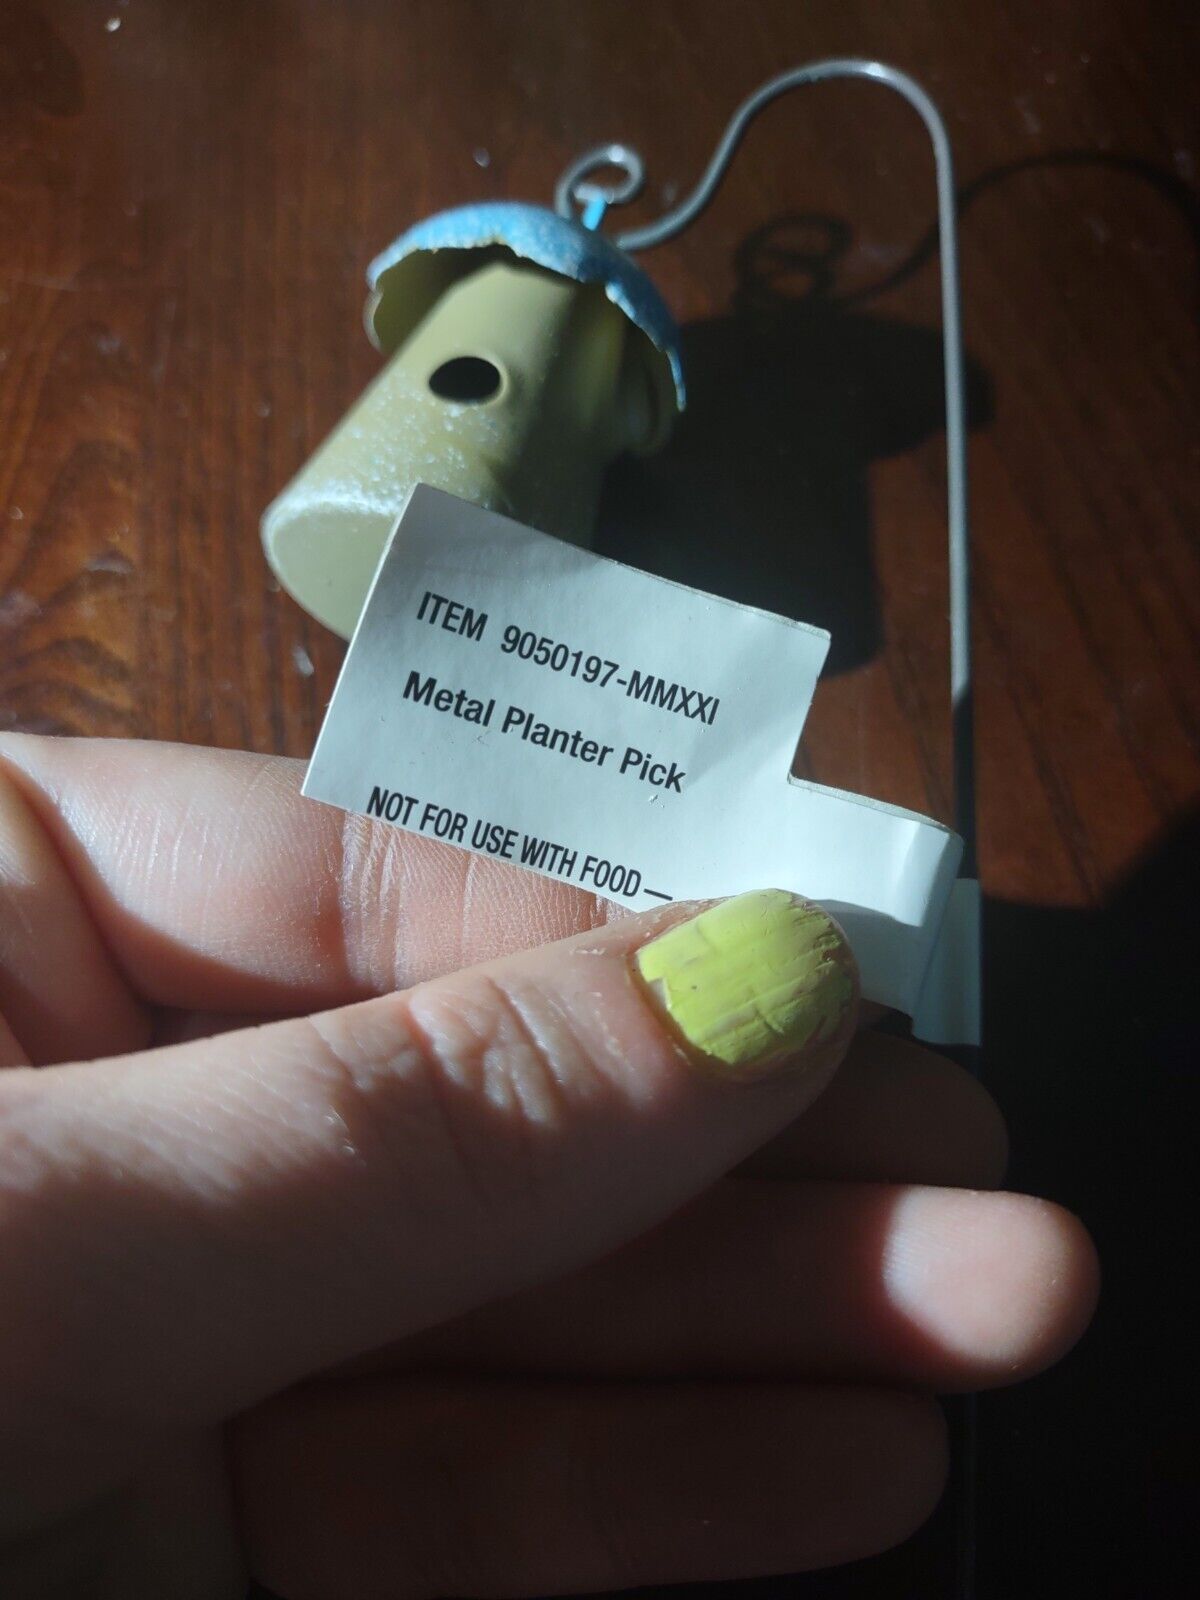 ITEM 9050197-MMXXI
Metal Planter Pick
NOT FOR USE WITH FOOD—